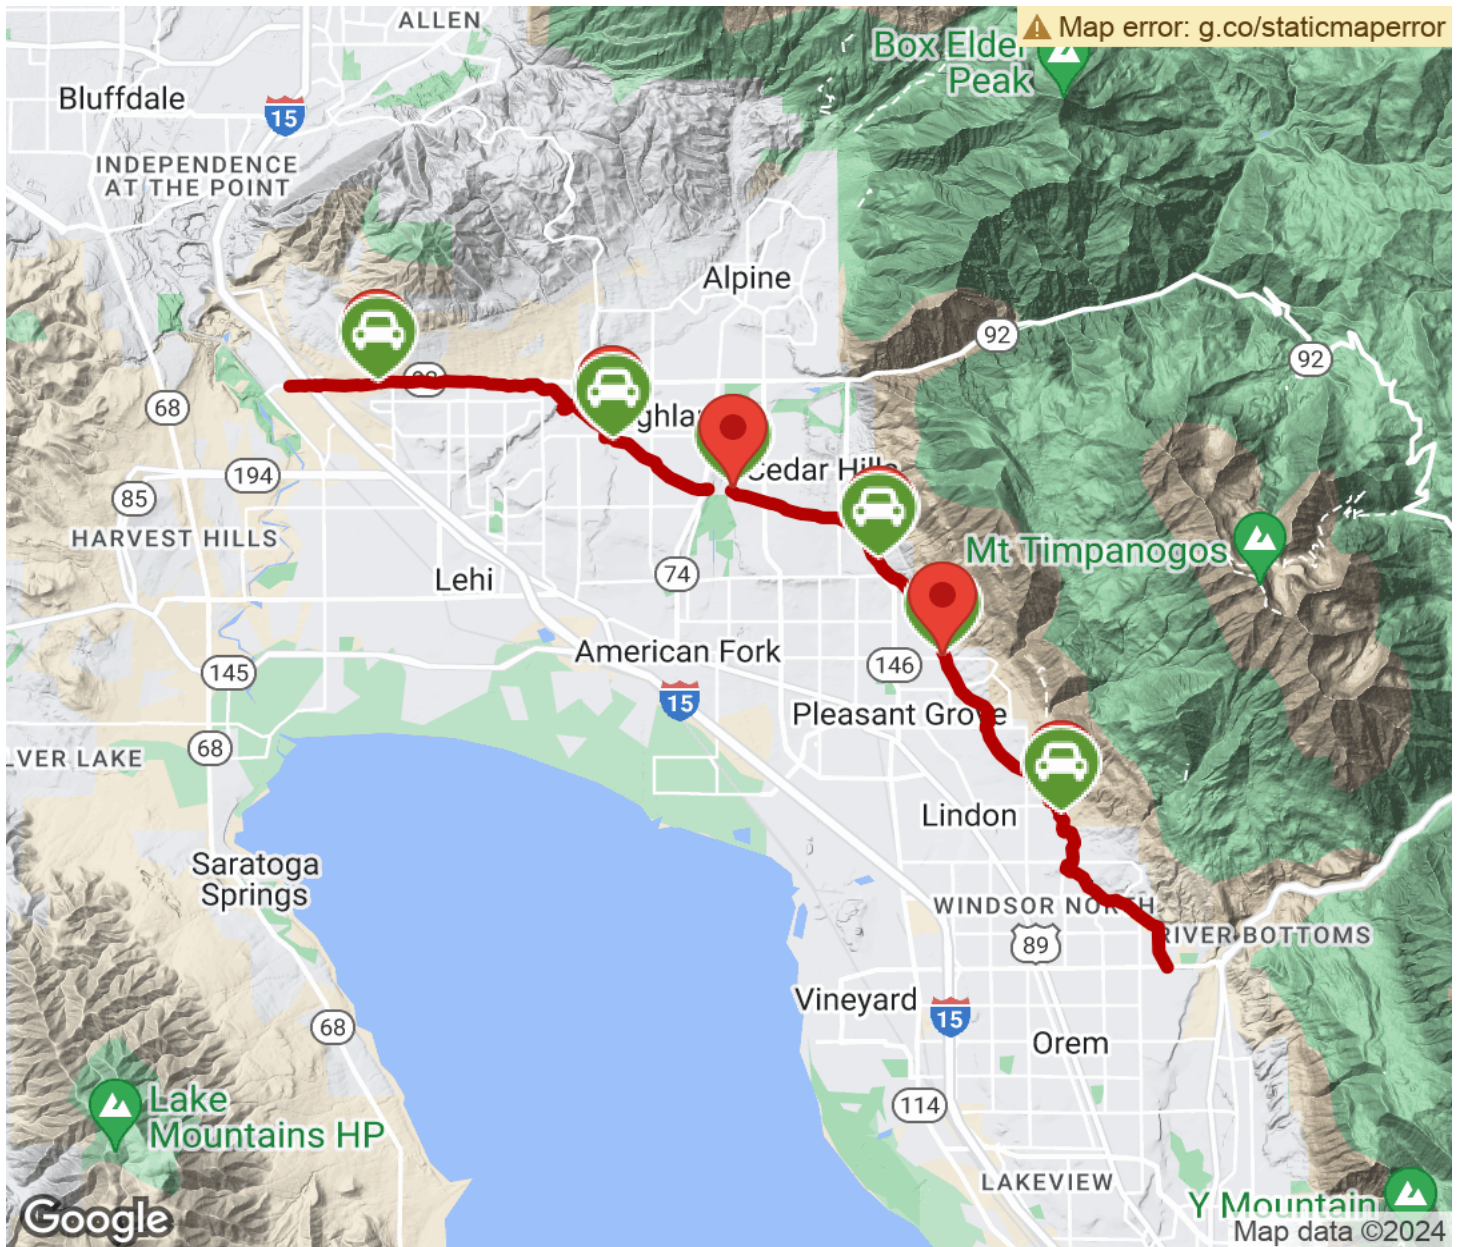 ALLEN
Map error: g.co/staticmaperror
Box Elder
Peak
Bluffdale
15
INDEPENDENCE
AT THE POINT
Alpine
92
92
68
Cedar Hills
194
85
HARVEST HILLS
Mt Timpanogos
Lehi
74
American Fork
146
145
15
Pleasant Grove
68
LVER LAKE
Lindon
Saratoga
Springs
WINDSOR NORTH
RIVER BOTTOMS
89
Vineyard
15
68
Orem
Lake
Mountains HP
114
LAKEVIEW
Y Mountain
Google
Map data ©2024